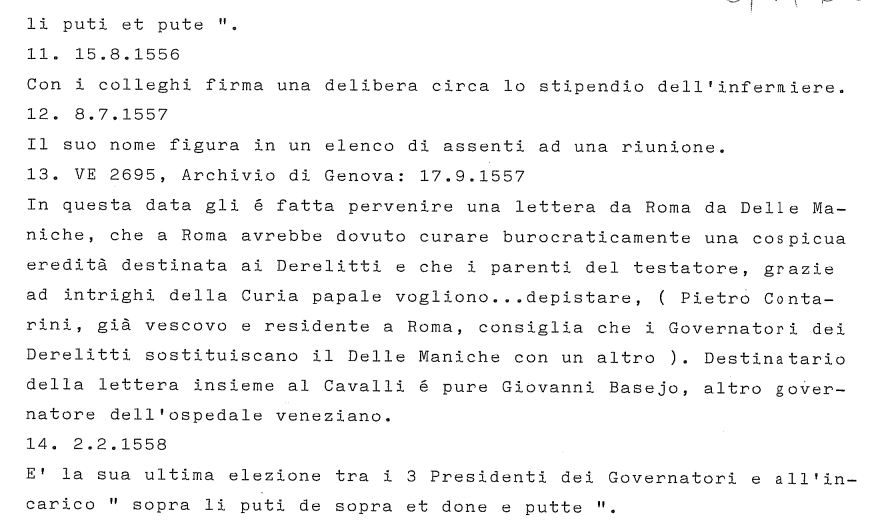 li puti et pute ".
11. 15.8.1556
Con i colleghi firma una delibera circa lo stipendio dell'infermiere.
12. 8.7.1557
Il suo nome figura in un elenco di assenti ad una riunione.
13. VE 2695, Archivio di Genova: 17.9.1557
In questa data gli é fatta pervenire una lettera da Roma da Delle Ma-
niche, che a Roma avrebbe dovuto curare burocraticamente una cospicua
eredità destinata ai Derelitti e che i parenti del testatore, grazie
ad intrighi della Curia papale vogliono...depistare, ( Pietro Conta-
rini, già vescovo e residente a Roma, consiglia che i Governatori dei
Derelitti sostituiscano il Delle Maniche con un altro ). Destinatario
della lettera insieme al Cavalli é pure Giovanni Basejo, altro gover-
natore dell'ospedale veneziano.
14. 2.2.1558
E' la sua ultima elezione tra i 3 Presidenti dei Governatori e all'in-
carico " sopra li puti de sopra et done e putte ".